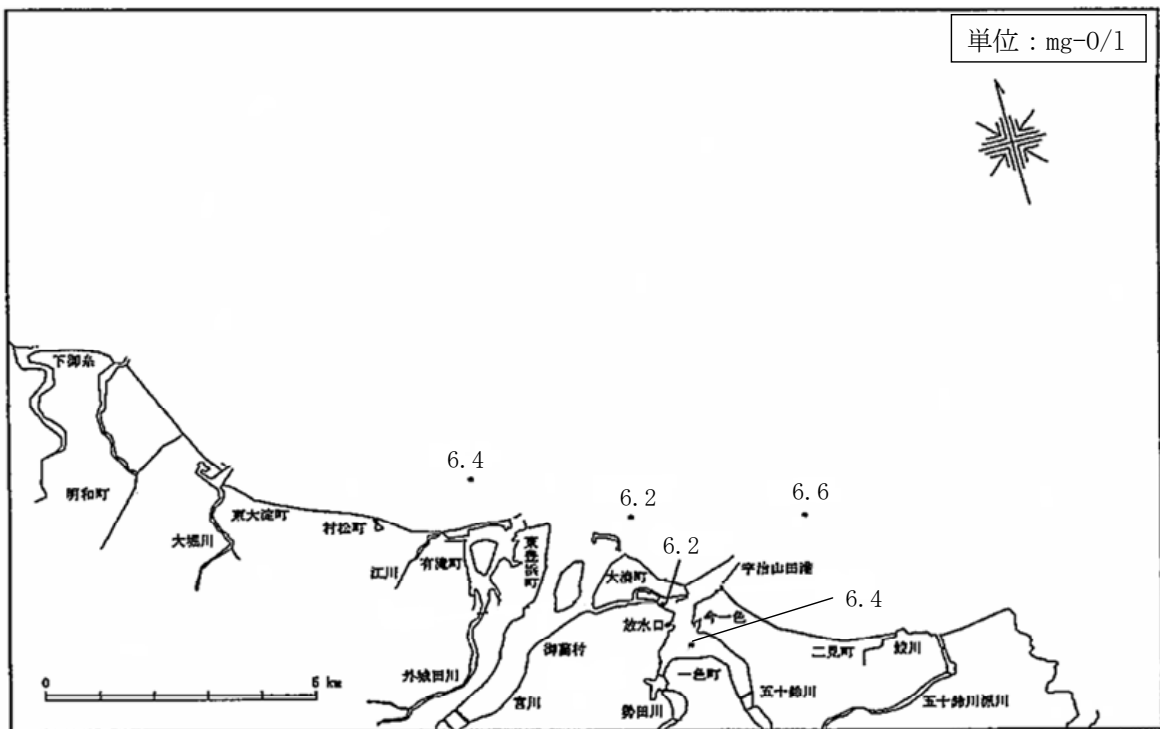 単位：mg-O/l
下御糸
6.4
6.2
6.6
明和町
東大淀町
村松町
大堀川
江川
有滝町
東豊浜町
大湊町
6.2
宇治山田港
今一色
6.4
放水口
御薗村
二見町
鮫川
外城田川
宮川
一色町
勢田川
五十鈴川
五十鈴川派川
0
5 km